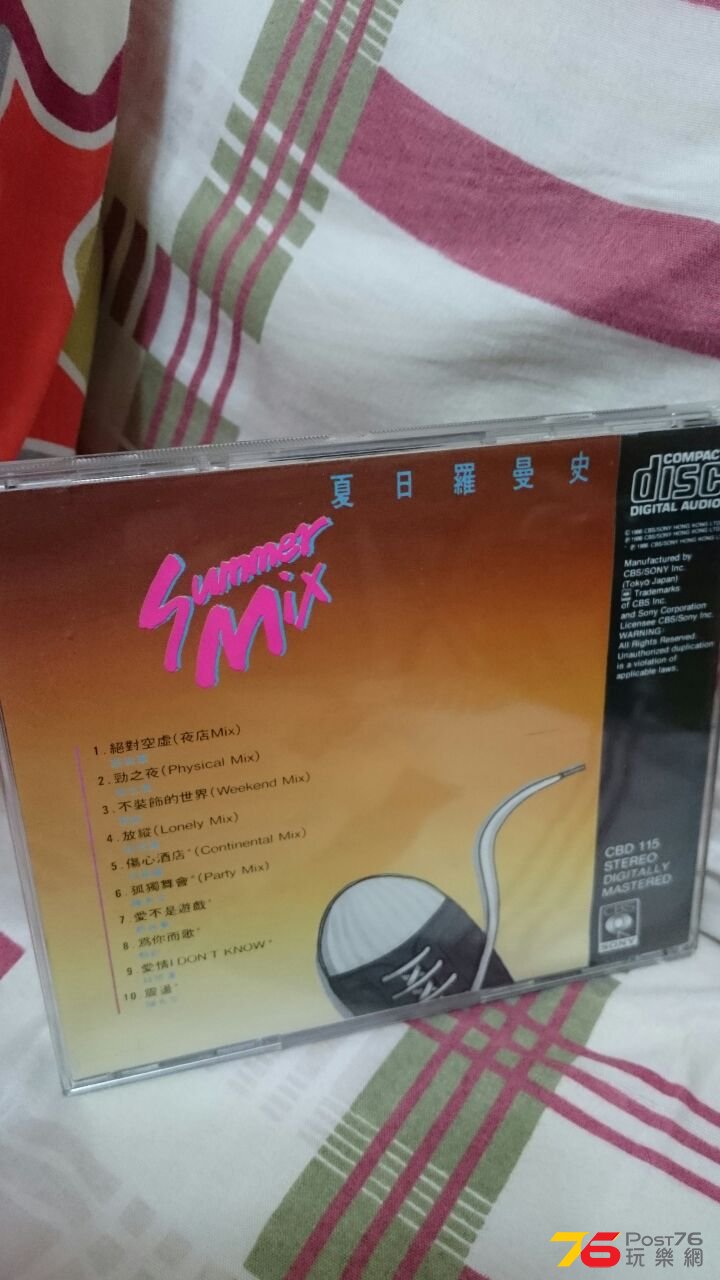 夏日羅曼史
Summer
Mix
1.絕對空虛(夜店Mix)
2.勁之夜(Physical Mix)
3.不裝飾的世界(Weekend Mix)
4.放縱(Lonely Mix)
5.傷心酒店*(Continental Mix)
6.孤獨舞會*(Party Mix)
7.愛不是遊戲*
8.為你而歌*
9.愛情I DON'T KNOW*
10.震盪*
COMPAC
disc
DIGITAL AUDIO
Manufactured by
CBS/SONY Inc.
(Tokyo Japan)
Trademarks
of CBS Inc.
and Sony Corporation
Licensee CBS/Sony Inc.
WARNING:
All Rights Reserved.
Unauthorized duplication
is a violation of
applicable laws.
CBD 115
STEREO
DIGITALLY
MASTERED
CBS
SONY
76 POST76
玩樂網